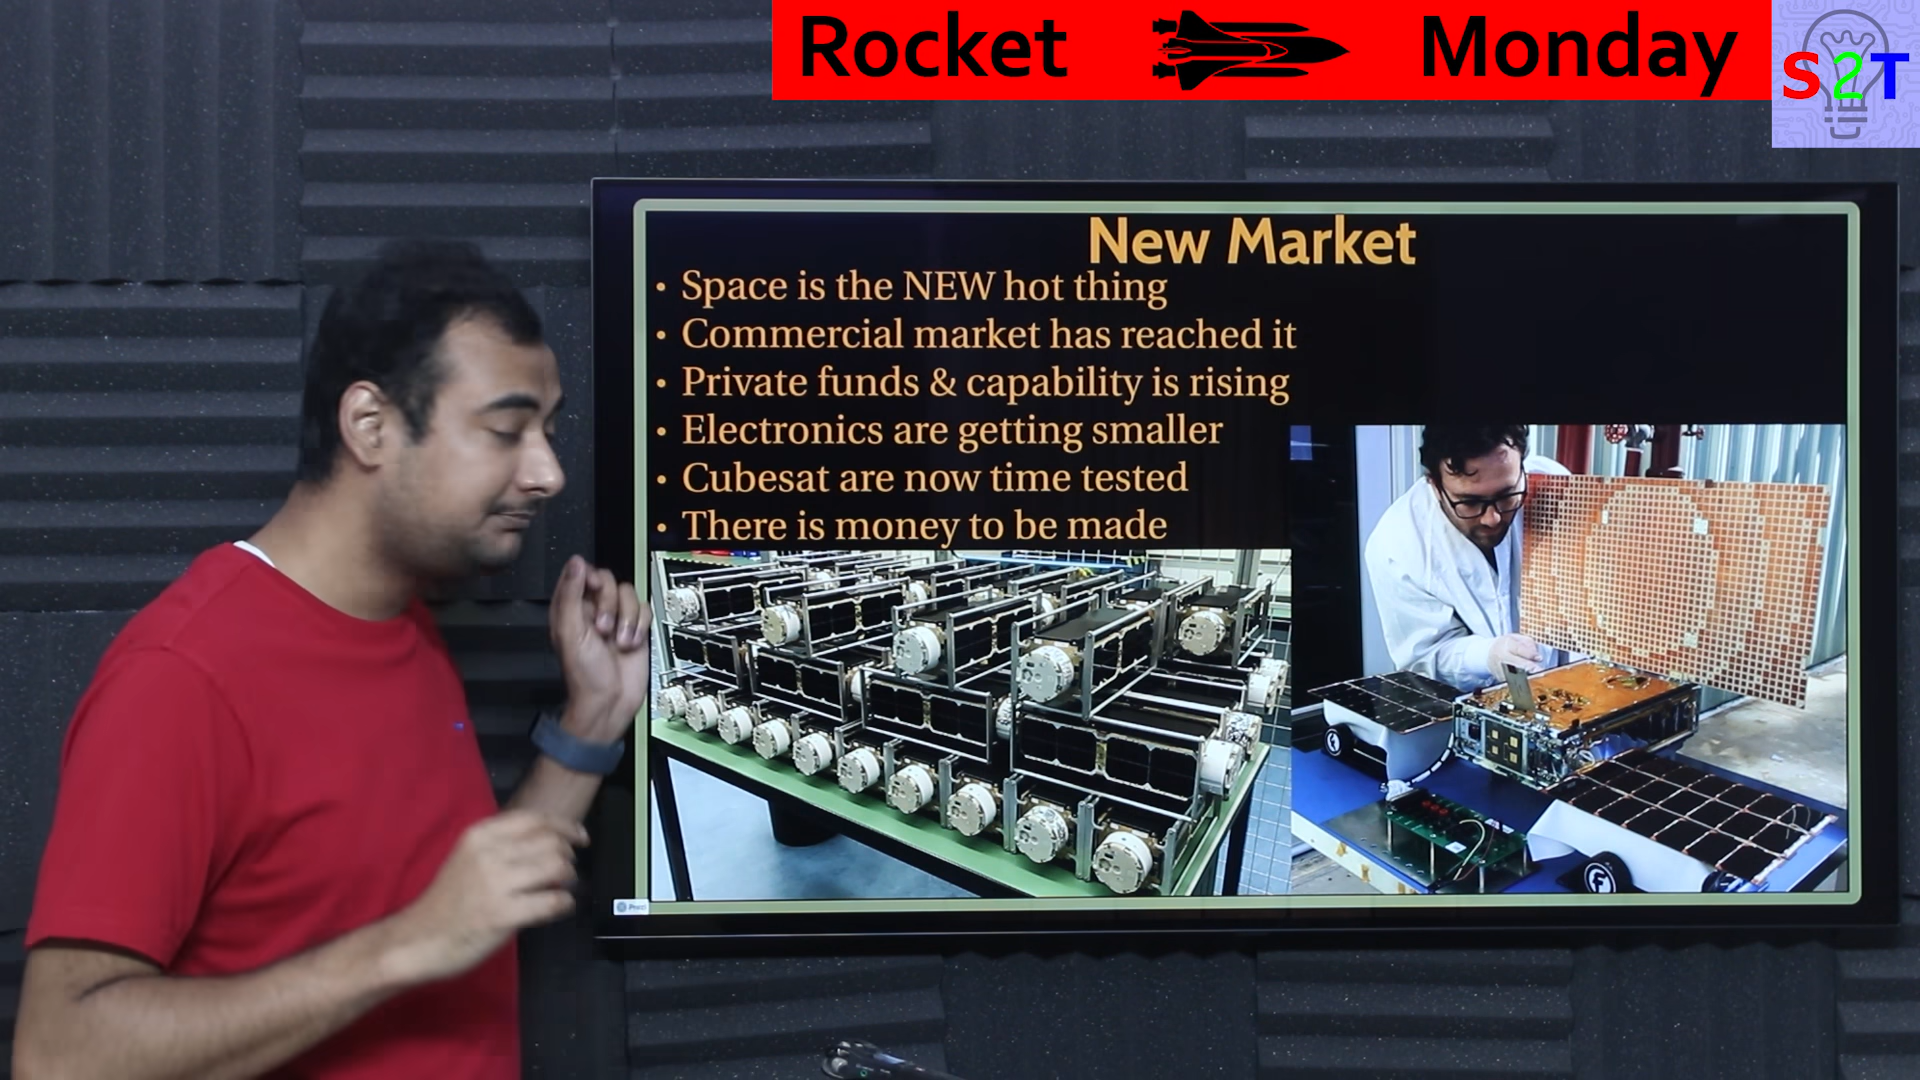 Rocket Monday
S2T
New Market
• Space is the NEW hot thing
• Commercial market has reached it
• Private funds & capability is rising
• Electronics are getting smaller
• Cubesat are now time tested
• There is money to be made
Prezi